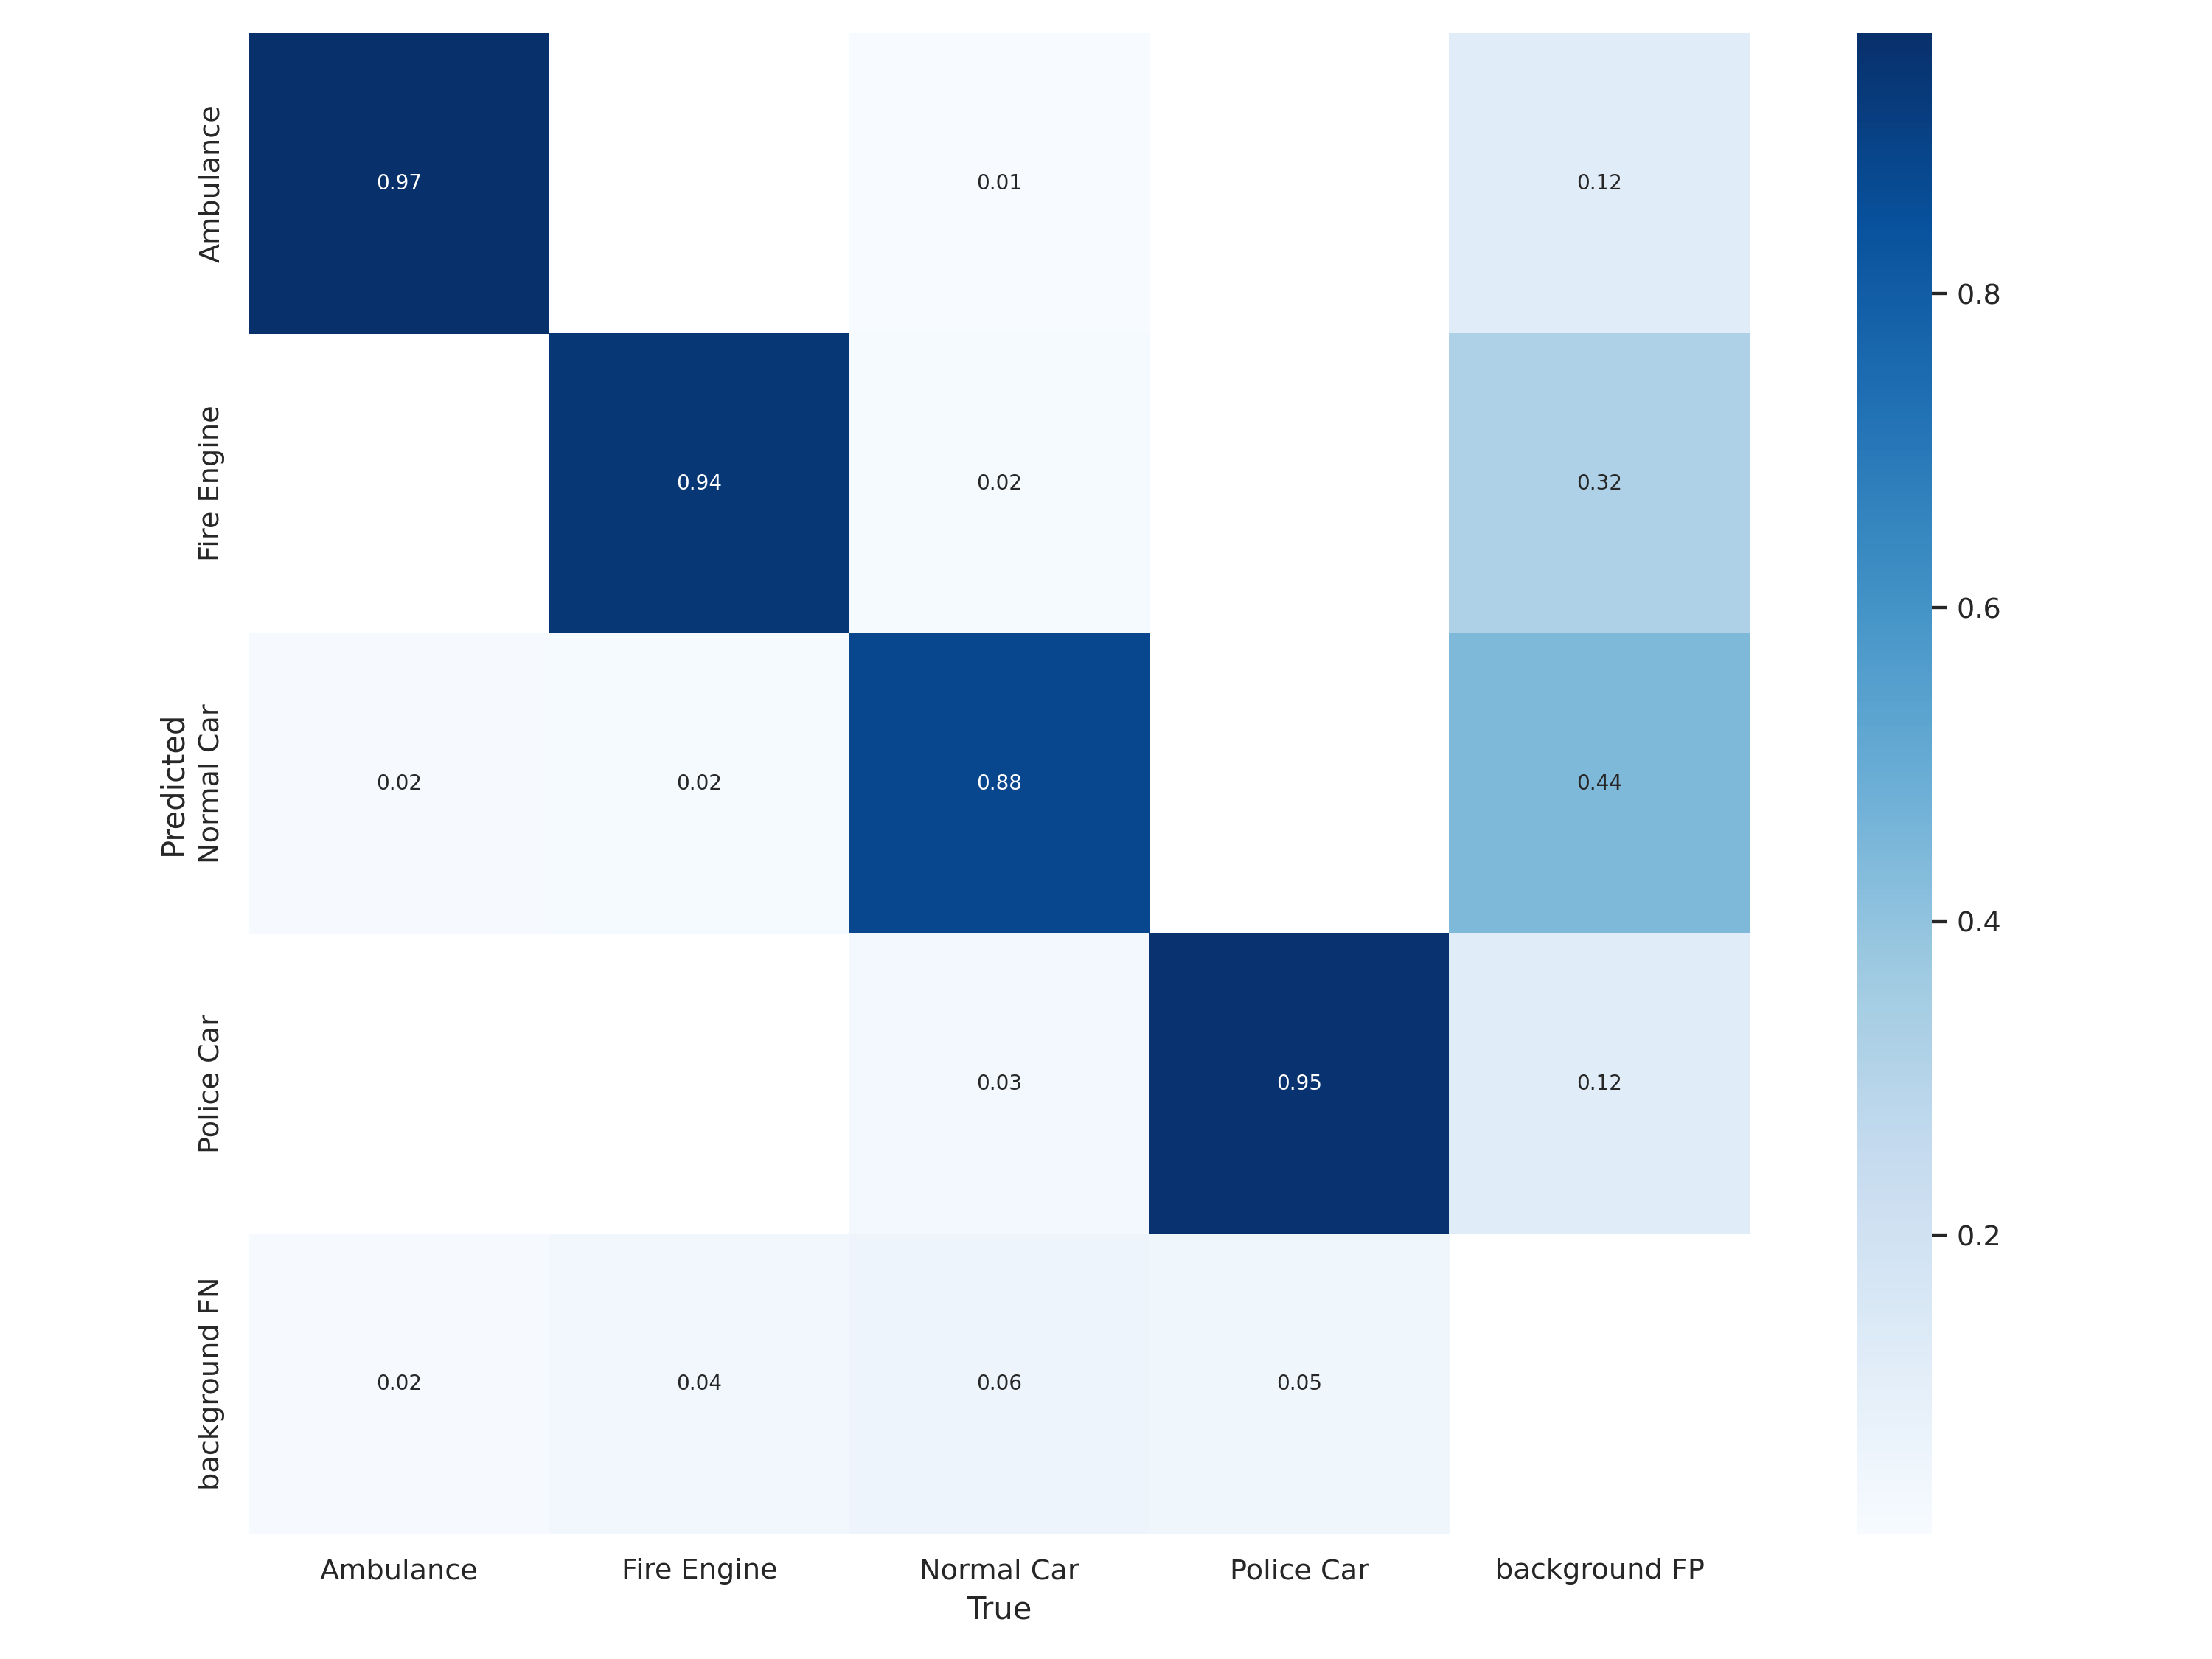 Predicted
Ambulance
0.97
0.01
0.12
Fire Engine
0.94
0.02
0.32
Normal Car
0.02
0.02
0.88
0.44
Police Car
0.03
0.95
0.12
background FN
0.02
0.04
0.06
0.05
Ambulance
Fire Engine
Normal Car
Police Car
background FP
True
0.8
0.6
0.4
0.2